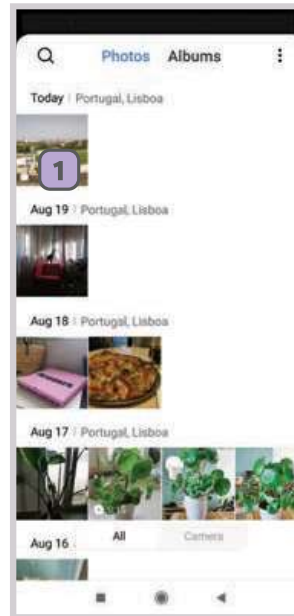 Photos Albums
Today | Portugal, Lisboa
1
Aug 19 | Portugal, Lisboa
Aug 18 | Portugal, Lisboa
Aug 17 | Portugal, Lisboa
All Camera
Aug 16